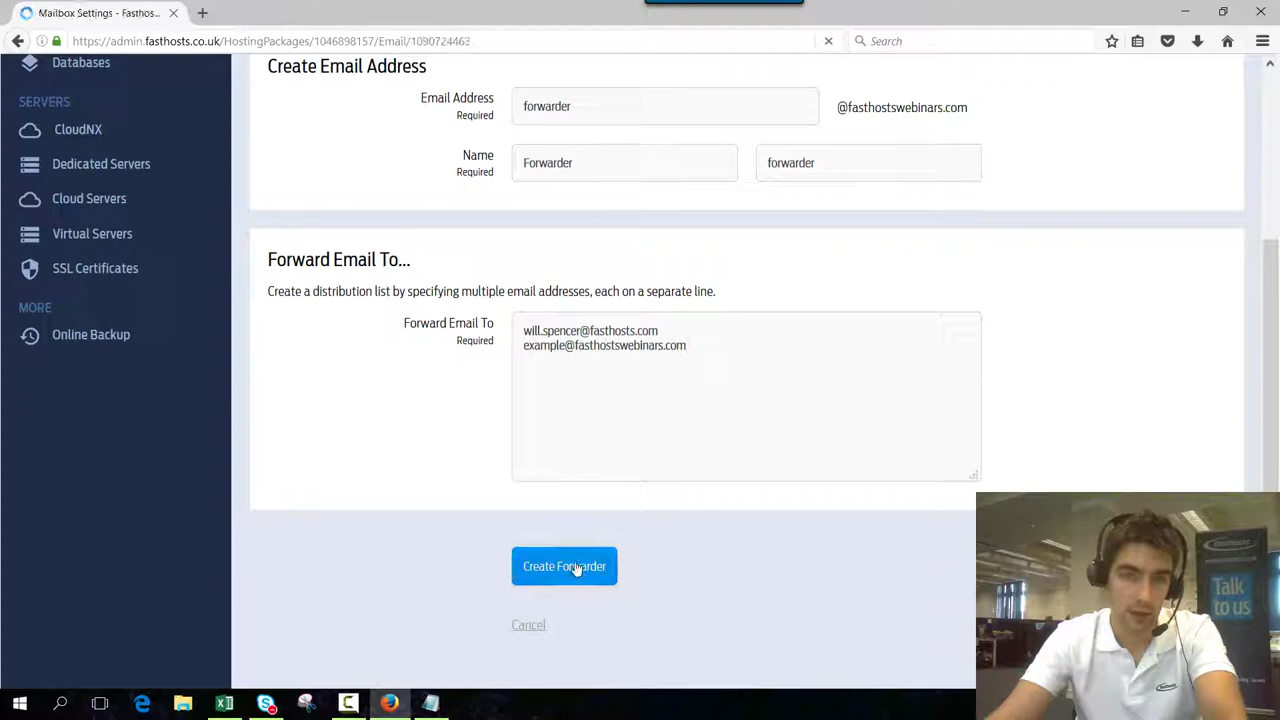 Mailbox Settings - Fasthos...
https://admin.fasthosts.co.uk/HostingPackages/1046898157/Email/1090724463
Search
Databases
SERVERS
CloudNX
Dedicated Servers
Cloud Servers
Virtual Servers
SSL Certificates
MORE
Online Backup
Create Email Address
Email Address
Required
forwarder
@fasthostswebinars.com
Name
Required
Forwarder
forwarder
Forward Email To...
Create a distribution list by specifying multiple email addresses, each on a separate line.
Forward Email To
Required
will.spencer@fasthosts.com
example@fasthostswebinars.com
Create Forwarder
Cancel
fasthosts
Talk
to us